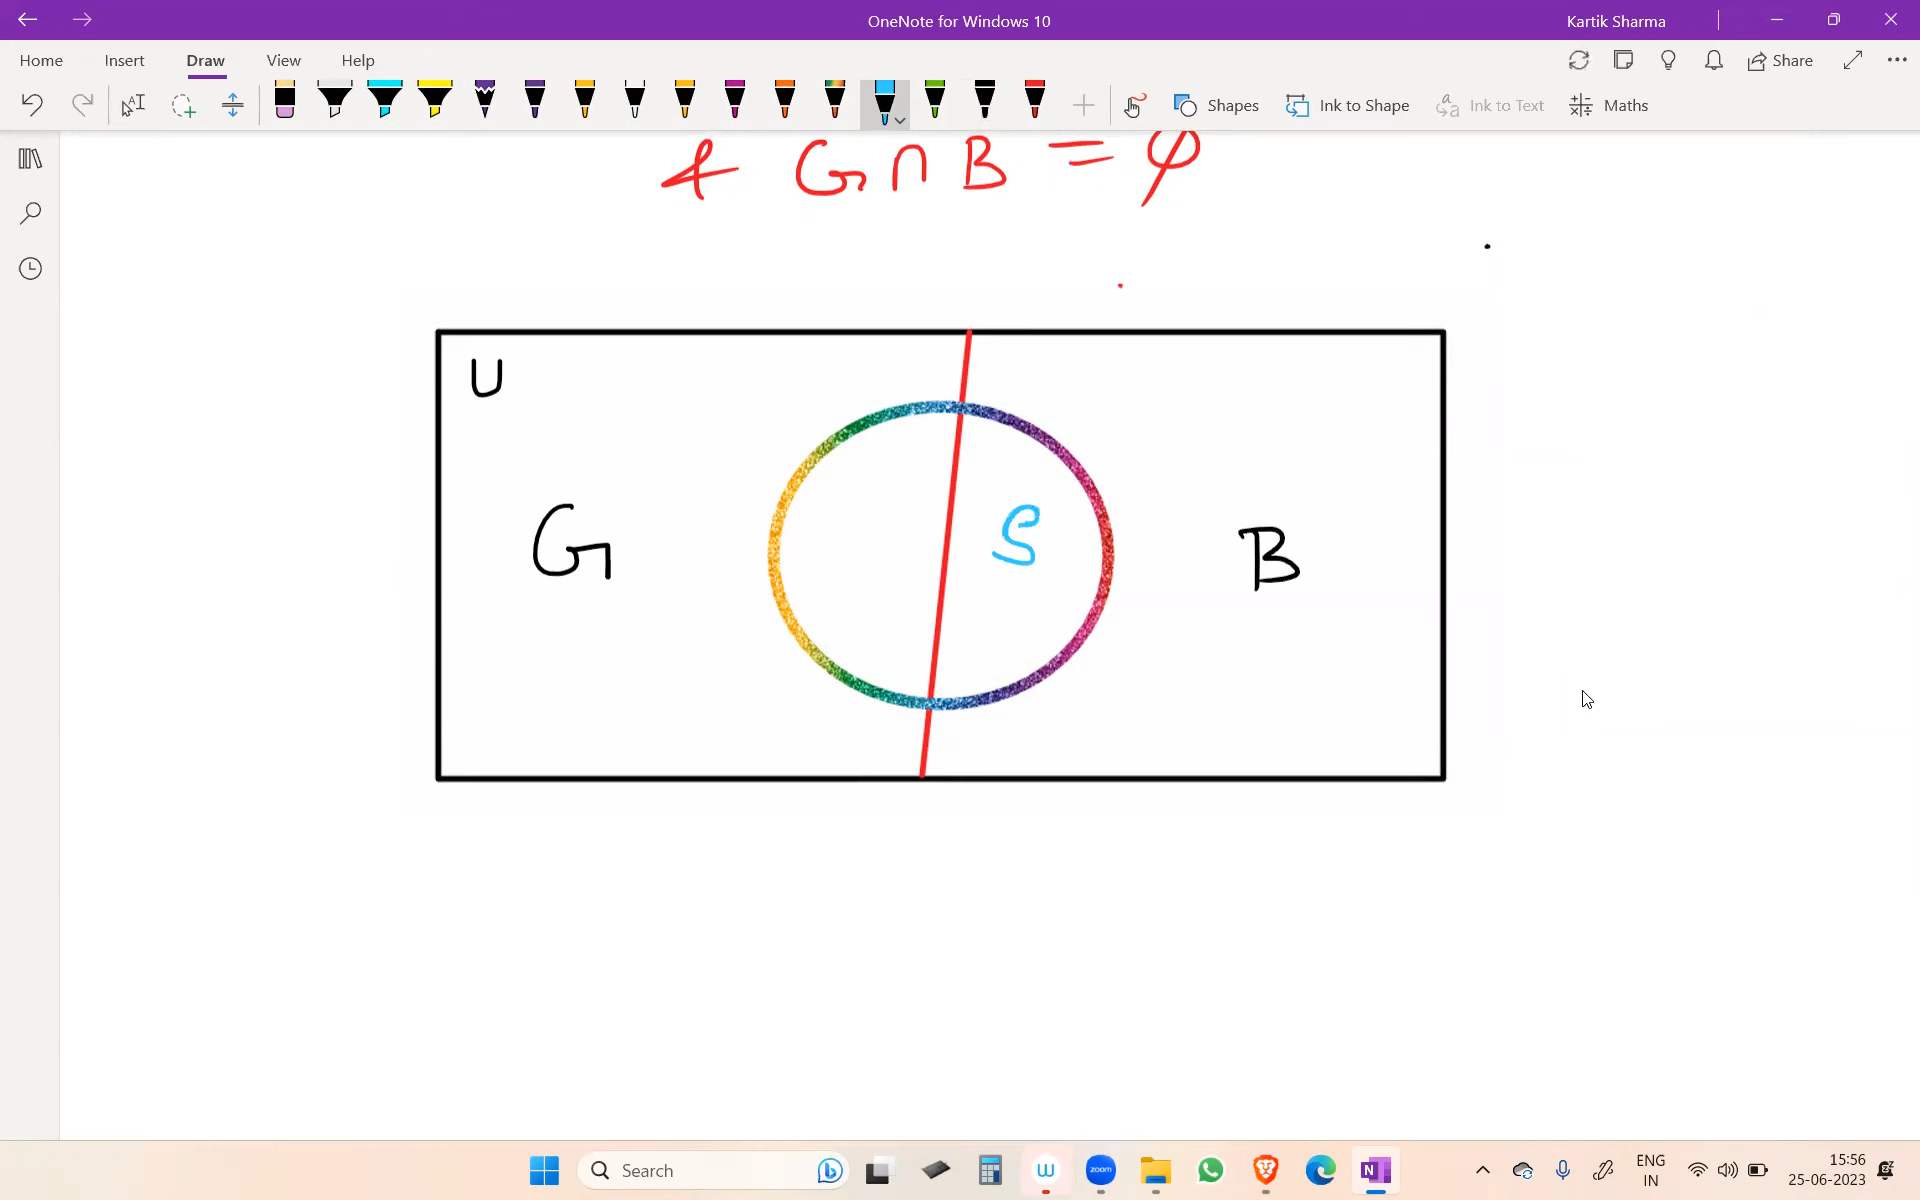 OneNote for Windows 10
Kartik Sharma
Home Insert Draw View Help
Share
Shapes Ink to Shape Ink to Text Maths
& G ∩ B = φ
U
G S B
Search
zoom
ENG
IN
15:56
25-06-2023